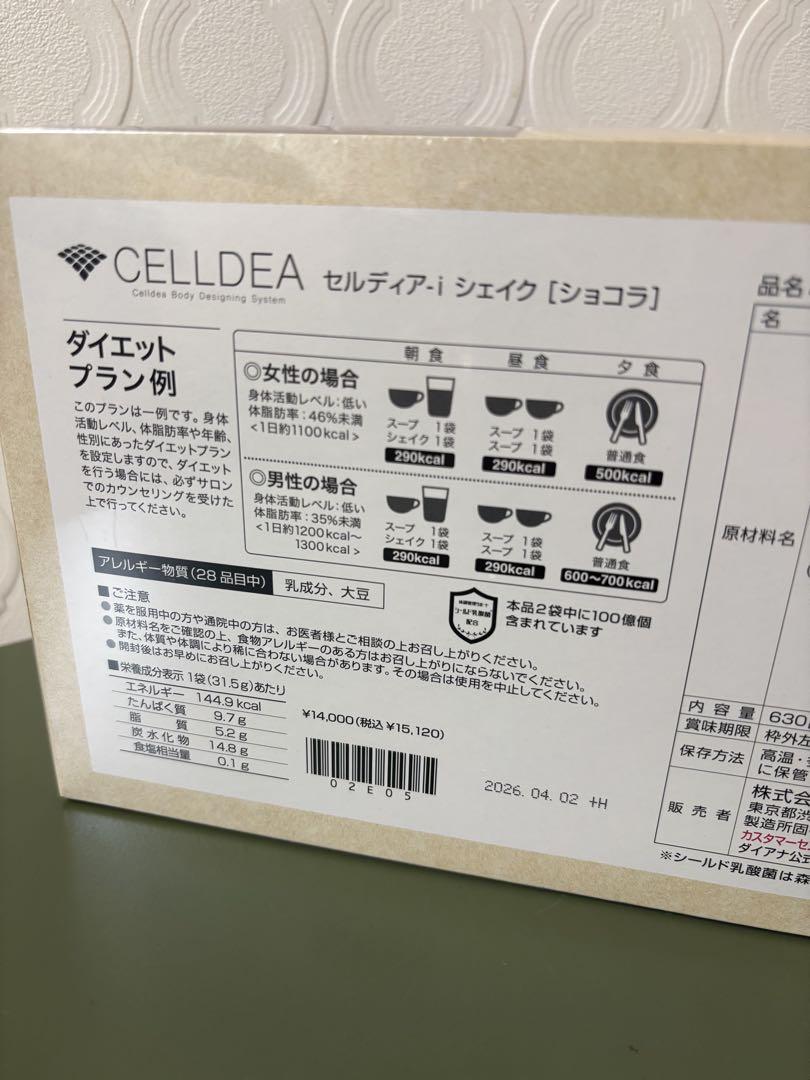 CELLDEA
Celldea Body Designing System
セルディア-i シェイク [ショコラ]
ダイエット
プラン例
このプランは一例です。身体
活動レベル、体脂肪率や年齢、
性別にあったダイエットプラン
を設定しますので、ダイエット
を行う場合には、必ずサロン
でのカウンセリングを受けた
上で行ってください。
朝食 昼食 夕食
◎女性の場合
身体活動レベル：低い
体脂肪率：46%未満
<1日約1100kcal>
スープ 1袋
シェイク 1袋
290kcal
スープ 1袋
スープ 1袋
290kcal
普通食
500kcal
◎男性の場合
身体活動レベル：低い
体脂肪率：35%未満
<1日約1200kcal〜
1300kcal>
スープ 1袋
シェイク 1袋
290kcal
スープ 1袋
スープ 1袋
290kcal
普通食
600〜700kcal
アレルギー物質(28品目中) 乳成分、大豆
シールド乳酸菌
配合
本品2袋中に100億個
含まれています
■ご注意
●薬を服用中の方や通院中の方は、お医者様とご相談の上お召し上がりください。
●原材料名をご確認の上、食物アレルギーのある方はお召し上がりにならないでください。
また、体質や体調により稀に合わない場合があります。その場合は使用を中止してください。
●開封後はお早めにお召し上がりください。
■栄養成分表示 1袋(31.5g)あたり
エネルギー 144.9kcal
たんぱく質 9.7g
脂質 5.2g
炭水化物 14.8g
食塩相当量 0.1g
¥14,000(税込¥15,120)
02E05
2026.04.02 +H
品名
名
原材料名
内容量 630
賞味期限 枠外左
保存方法 高温・
に保管
販売者 株式会
東京都渋
製造所固
カスタマーセ
ダイアナ公式
※シールド乳酸菌は森